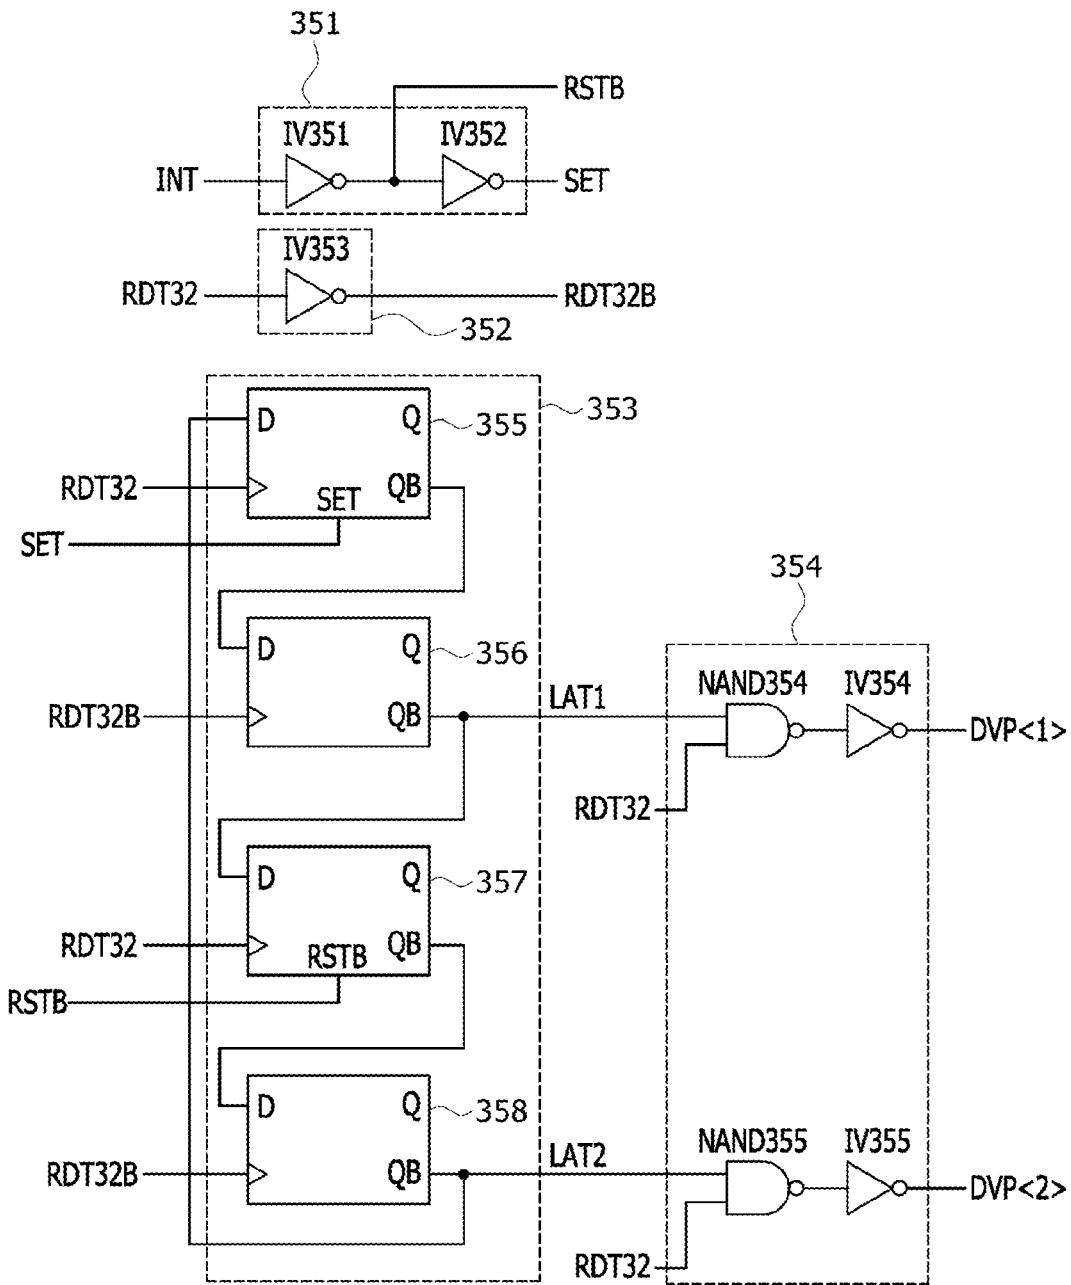 351
RSTB
IV351
IV352
INT
SET
IV353
RDT32
RDT32B
352
D
Q
355
353
RDT32
QB
SET
SET
354
D
Q
356
LAT1
NAND354
IV354
RDT32B
QB
DVP<1>
RDT32
D
Q
357
RDT32
QB
RSTB
RSTB
D
Q
358
LAT2
NAND355
IV355
RDT32B
QB
DVP<2>
RDT32